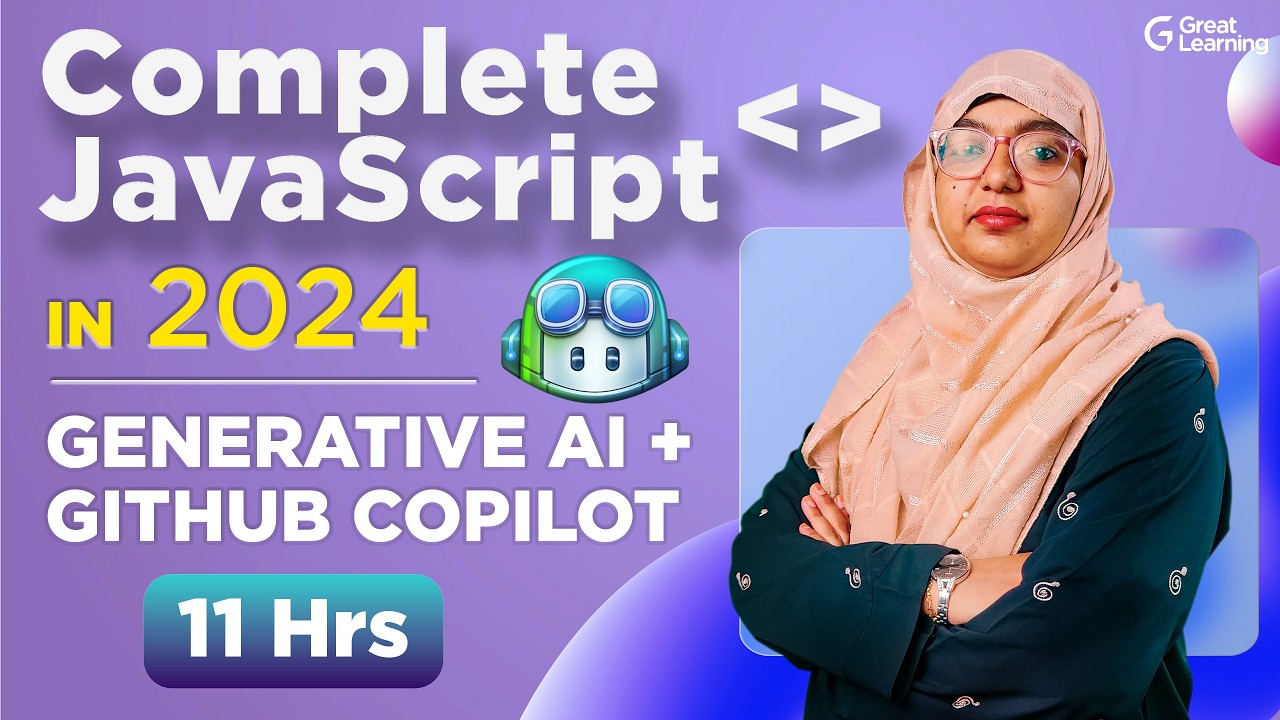 Complete
JavaScript
<>
IN 2024
GENERATIVE AI +
GITHUB COPILOT
11 Hrs
Great
Learning